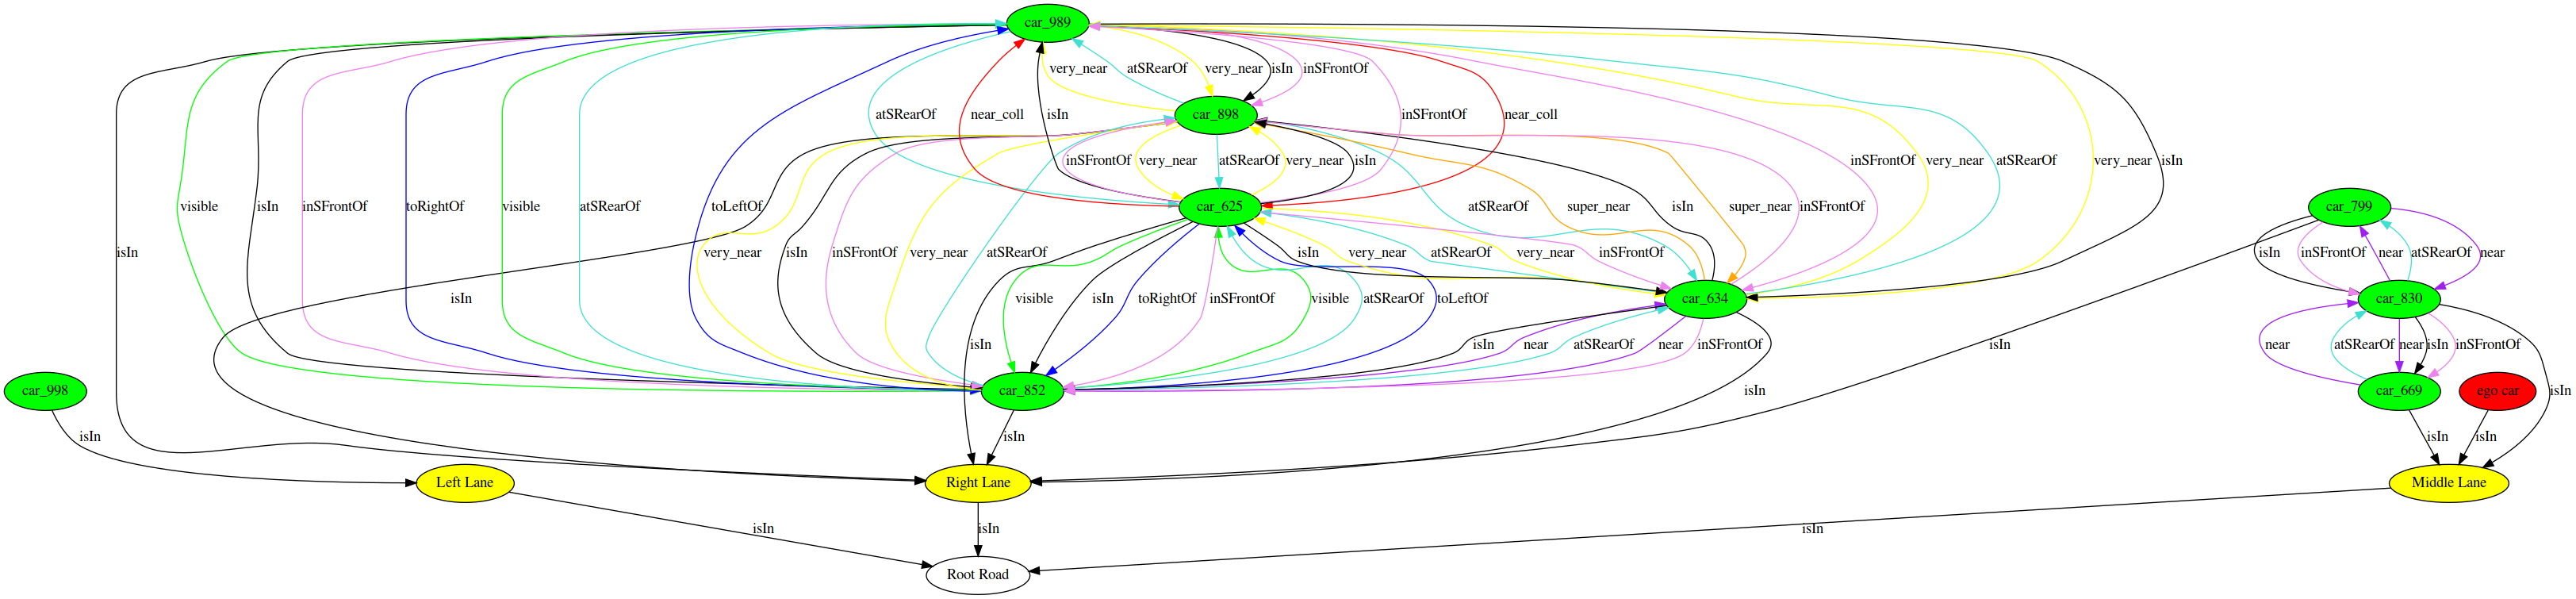 car_989
very_near atSRearOf very_near isIn inSFrontOf
atSRearOf near_coll isIn car_898 inSFrontOf near_coll
inSFrontOf very_near atSRearOf very_near isIn inSFrontOf very_near atSRearOf very_near isIn
visible isIn inSFrontOf toRightOf visible atSRearOf toLeftOf car_625 atSRearOf super_near isIn super_near inSFrontOf car_799
isIn very_near isIn inSFrontOf very_near atSRearOf isIn very_near atSRearOf very_near inSFrontOf isIn inSFrontOf near atSRearOf near
isIn visible isIn toRightOf inSFrontOf visible atSRearOf toLeftOf car_634 car_830
isIn isIn near atSRearOf near inSFrontOf isIn near atSRearOf near isIn inSFrontOf
car_998 car_852 isIn car_669 ego car isIn
isIn isIn isIn isIn
Left Lane Right Lane Middle Lane
isIn isIn isIn
Root Road